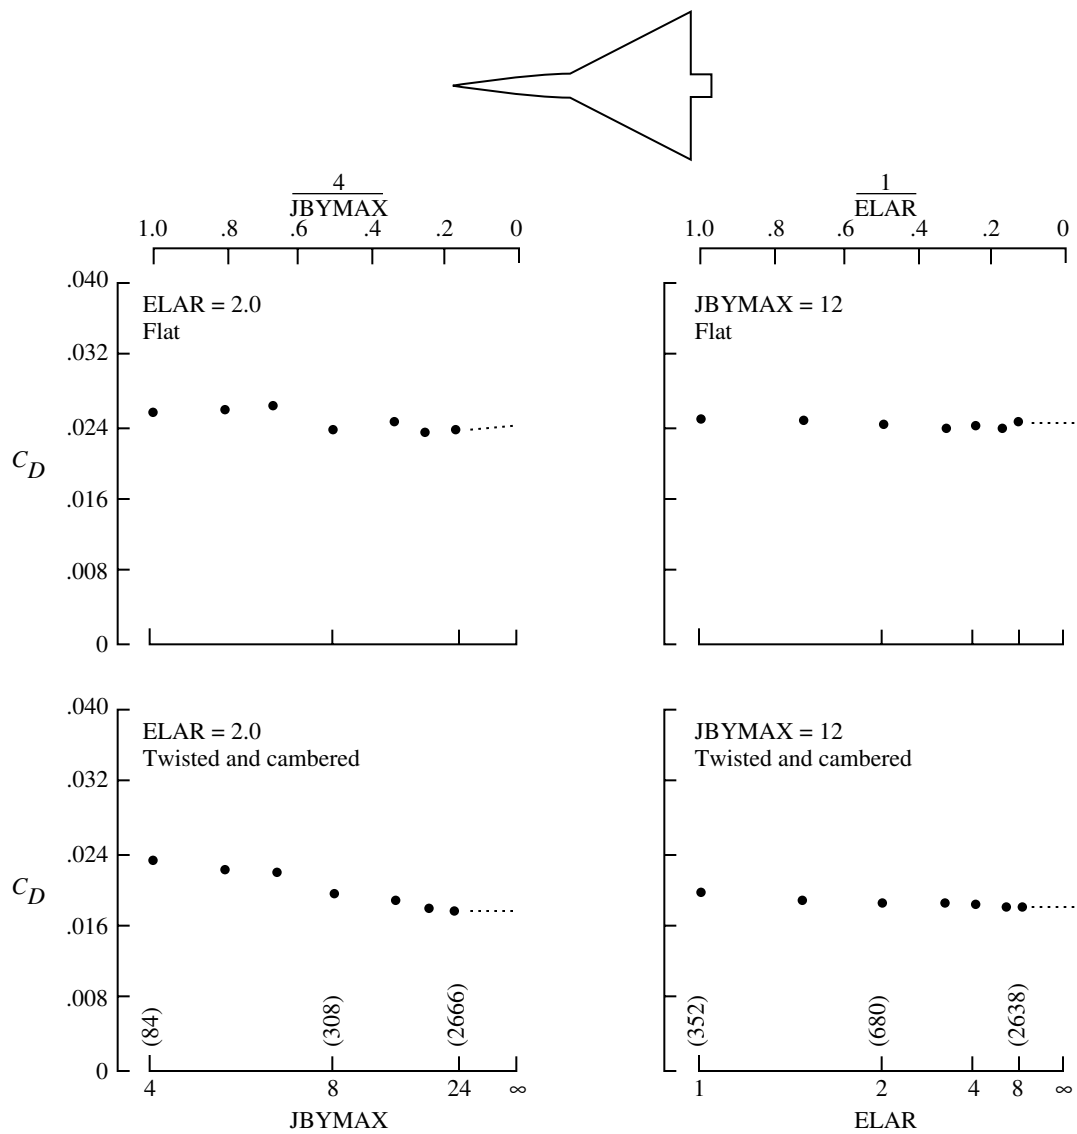 4
JBYMAX
1.0 .8 .6 .4 .2 0
1
ELAR
1.0 .8 .6 .4 .2 0
.040
.032
.024
.016
.008
0
C_D
ELAR = 2.0
Flat
JBYMAX = 12
Flat
.040
.032
.024
.016
.008
0
C_D
ELAR = 2.0
Twisted and cambered
(84) (308) (2666)
4 8 24 ∞
JBYMAX
JBYMAX = 12
Twisted and cambered
(352) (680) (2638)
1 2 4 8 ∞
ELAR